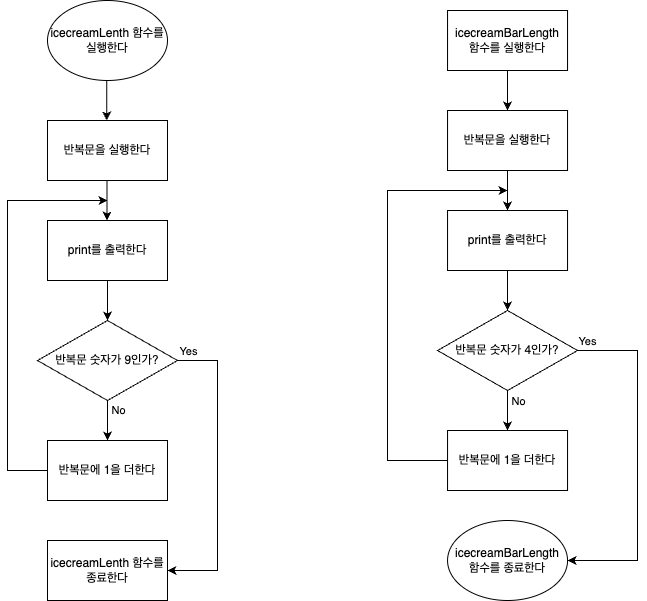 icecreamLenth 함수를
실행한다
반복문을 실행한다
print를 출력한다
반복문 숫자가 9인가?
Yes
No
반복문에 1을 더한다
icecreamLenth 함수를
종료한다
icecreamBarLength
함수를 실행한다
반복문을 실행한다
print를 출력한다
반복문 숫자가 4인가?
Yes
No
반복문에 1을 더한다
icecreamBarLength
함수를 종료한다